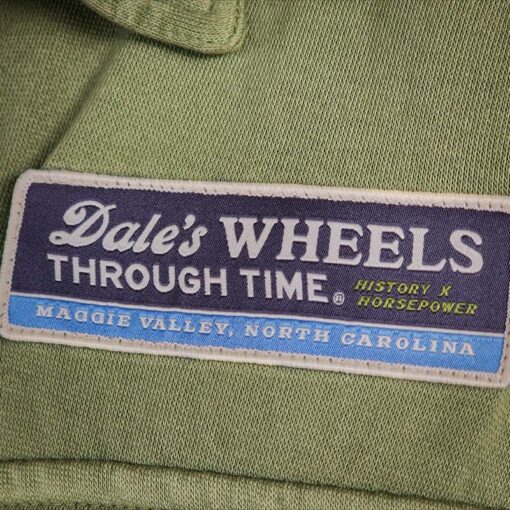 Dale's WHEELS
THROUGH TIME®
HISTORY X
HORSEPOWER
MAGGIE VALLEY, NORTH CAROLINA